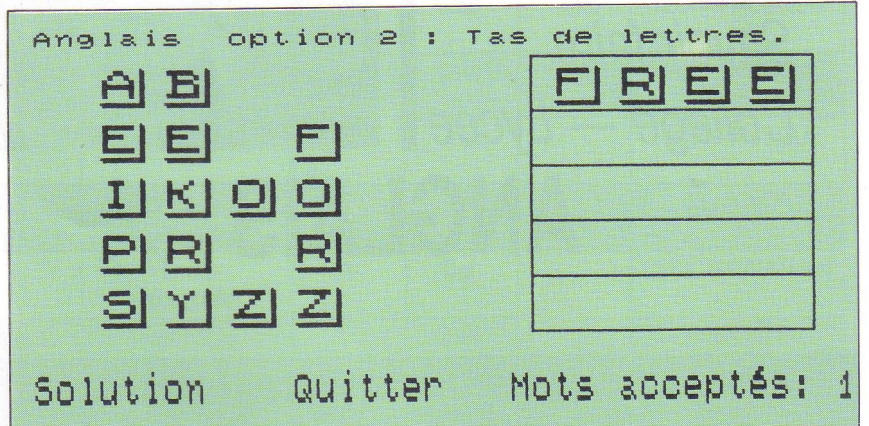 Anglais option 2 : Tas de lettres.
A B F R E E
E E F
I K O O
P R R
S Y Z Z
Solution Quitter Mots acceptés: 1